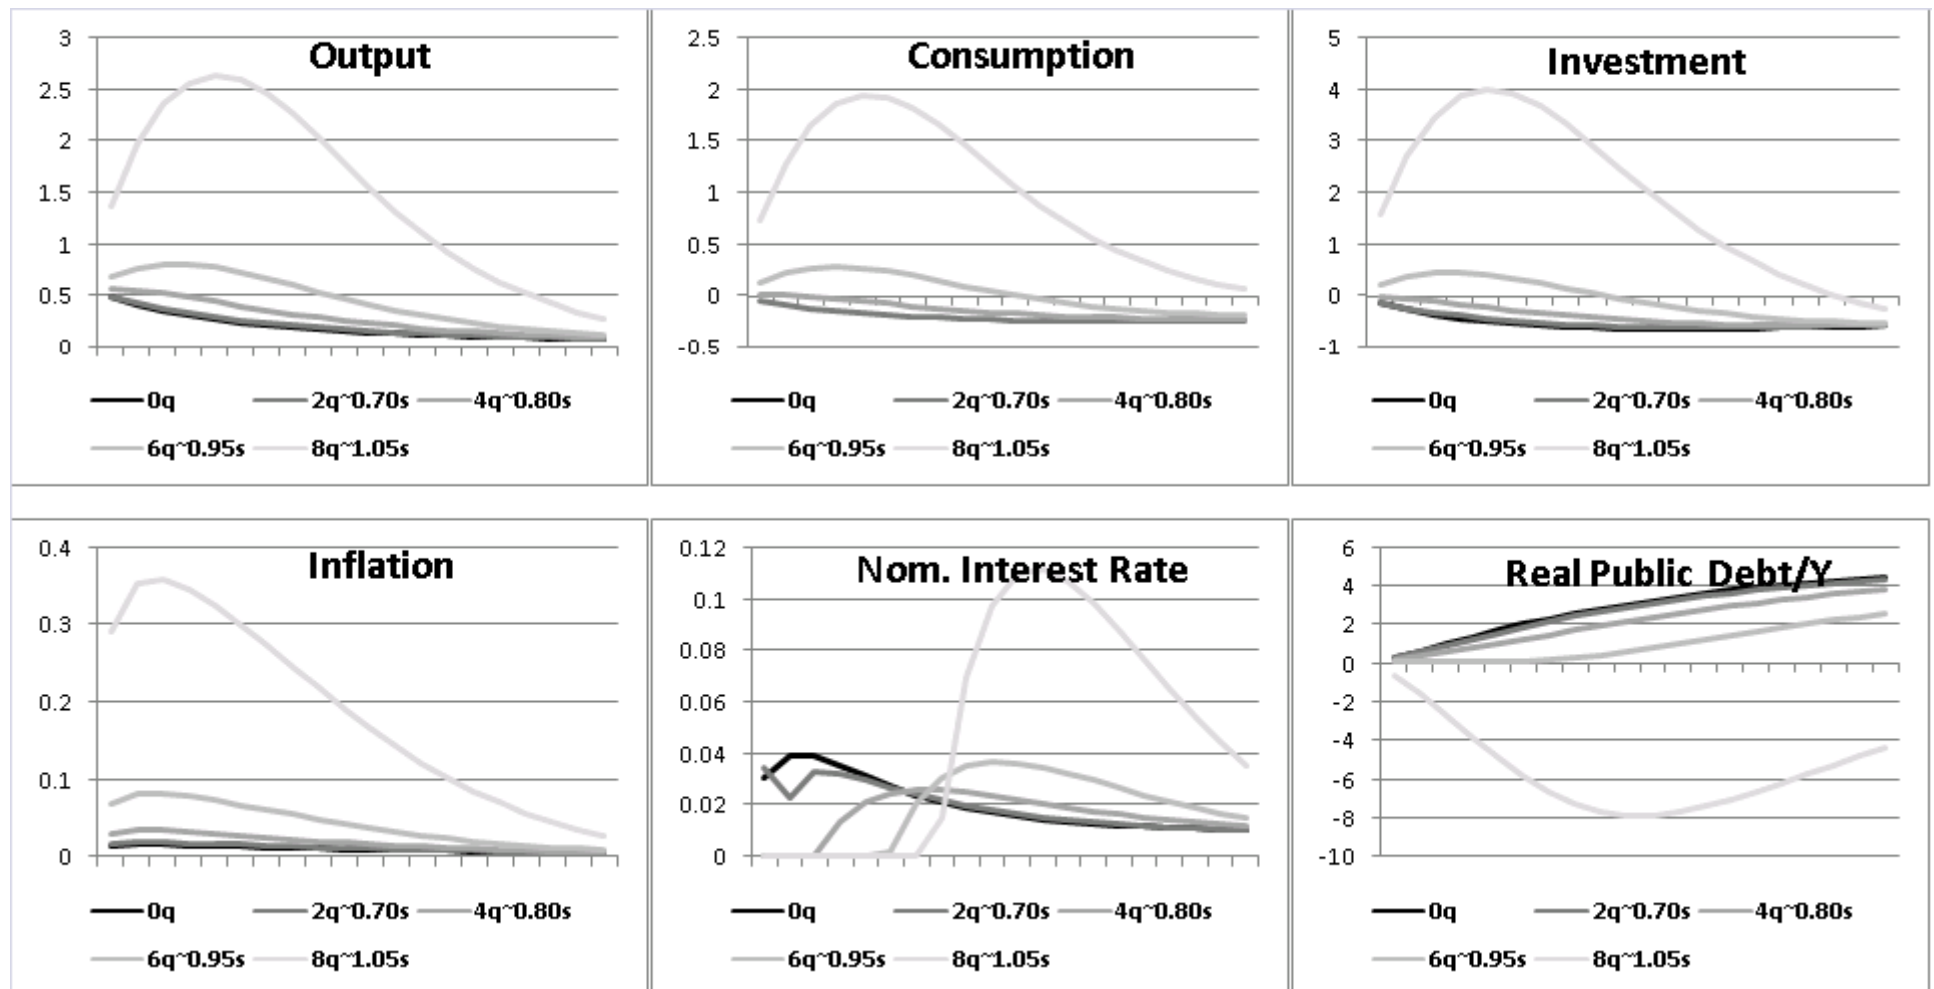 Output
3
2.5
2
1.5
1
0.5
0
0q 2q~0.70s 4q~0.80s
6q~0.95s 8q~1.05s
Consumption
2.5
2
1.5
1
0.5
0
-0.5
0q 2q~0.70s 4q~0.80s
6q~0.95s 8q~1.05s
Investment
5
4
3
2
1
0
-1
0q 2q~0.70s 4q~0.80s
6q~0.95s 8q~1.05s
Inflation
0.4
0.3
0.2
0.1
0
0q 2q~0.70s 4q~0.80s
6q~0.95s 8q~1.05s
Nom. Interest Rate
0.12
0.1
0.08
0.06
0.04
0.02
0
0q 2q~0.70s 4q~0.80s
6q~0.95s 8q~1.05s
Real Public Debt/Y
6
4
2
0
-2
-4
-6
-8
-10
0q 2q~0.70s 4q~0.80s
6q~0.95s 8q~1.05s